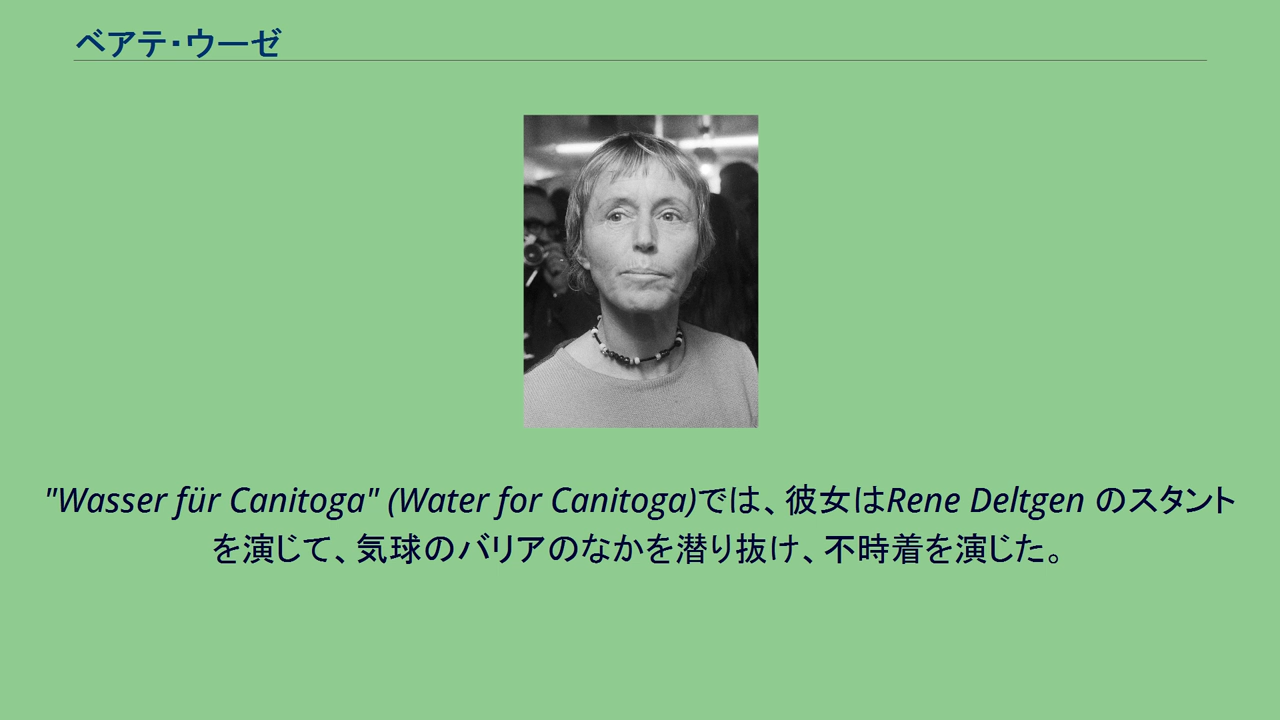 ベアテ・ウーゼ
"Wasser für Canitoga" (Water for Canitoga)では、彼女はRene Deltgen のスタント
を演じて、気球のバリアのなかを潜り抜け、不時着を演じた。